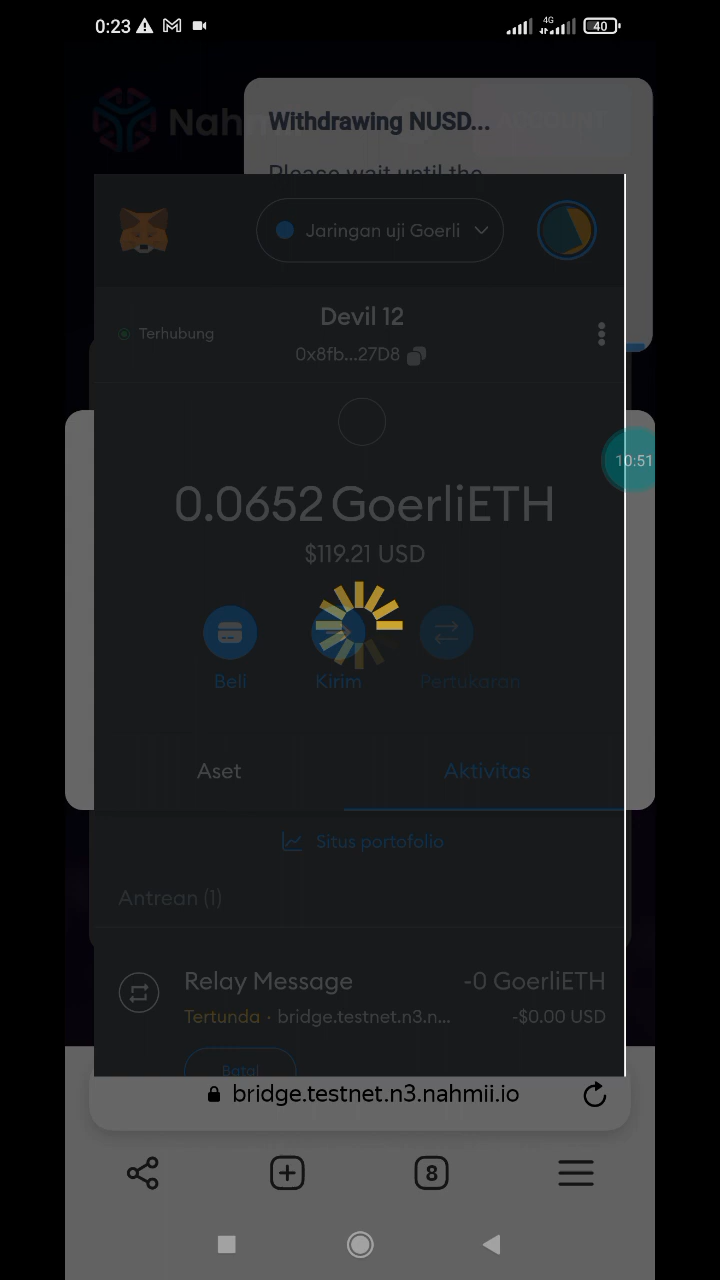 0:23
4G
40
Nah
Withdrawing NUSD...
Please wait until the
Jaringan uji Goerli
Terhubung
Devil 12
0x8fb...27D8
10:51
0.0652 GoerliETH
$119.21 USD
Beli
Kirim
Pertukaran
Aset
Aktivitas
Situs portofolio
Antrean (1)
Relay Message
-0 GoerliETH
Tertunda · bridge.testnet.n3.n...
-$0.00 USD
Batal
bridge.testnet.n3.nahmii.io
8